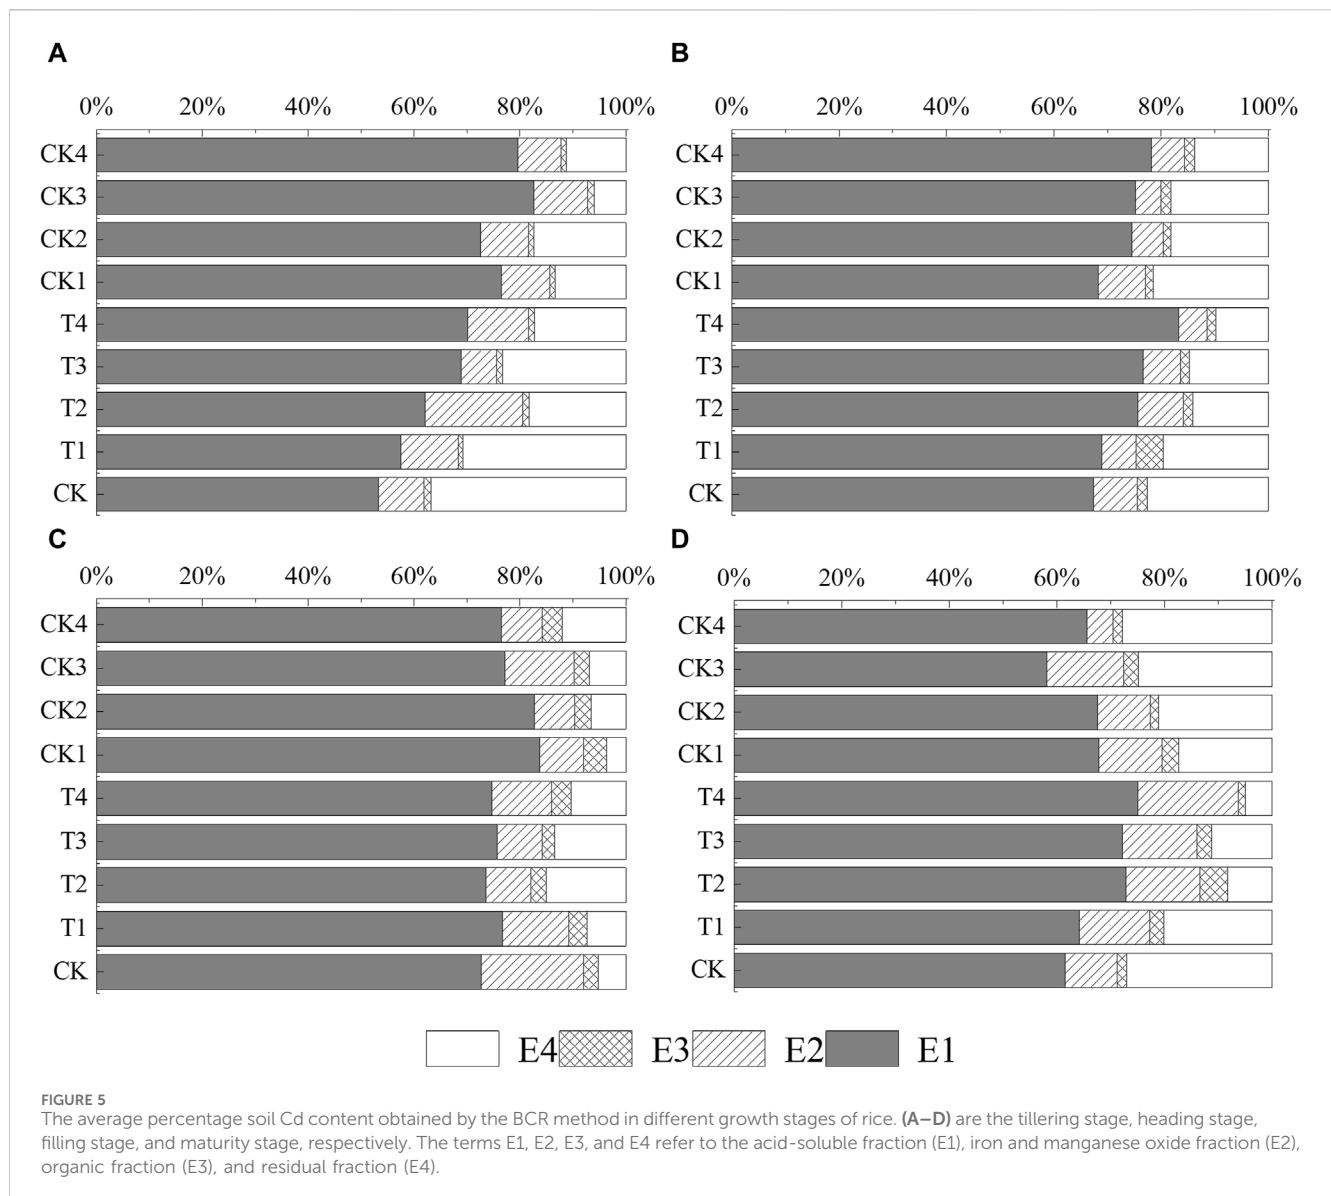 A
0% 20% 40% 60% 80% 100%
CK4
CK3
CK2
CK1
T4
T3
T2
T1
CK
B
0% 20% 40% 60% 80% 100%
CK4
CK3
CK2
CK1
T4
T3
T2
T1
CK
C
0% 20% 40% 60% 80% 100%
CK4
CK3
CK2
CK1
T4
T3
T2
T1
CK
D
0% 20% 40% 60% 80% 100%
CK4
CK3
CK2
CK1
T4
T3
T2
T1
CK
E4 E3 E2 E1
FIGURE 5
The average percentage soil Cd content obtained by the BCR method in different growth stages of rice. (A–D) are the tillering stage, heading stage,
filling stage, and maturity stage, respectively. The terms E1, E2, E3, and E4 refer to the acid-soluble fraction (E1), iron and manganese oxide fraction (E2),
organic fraction (E3), and residual fraction (E4).